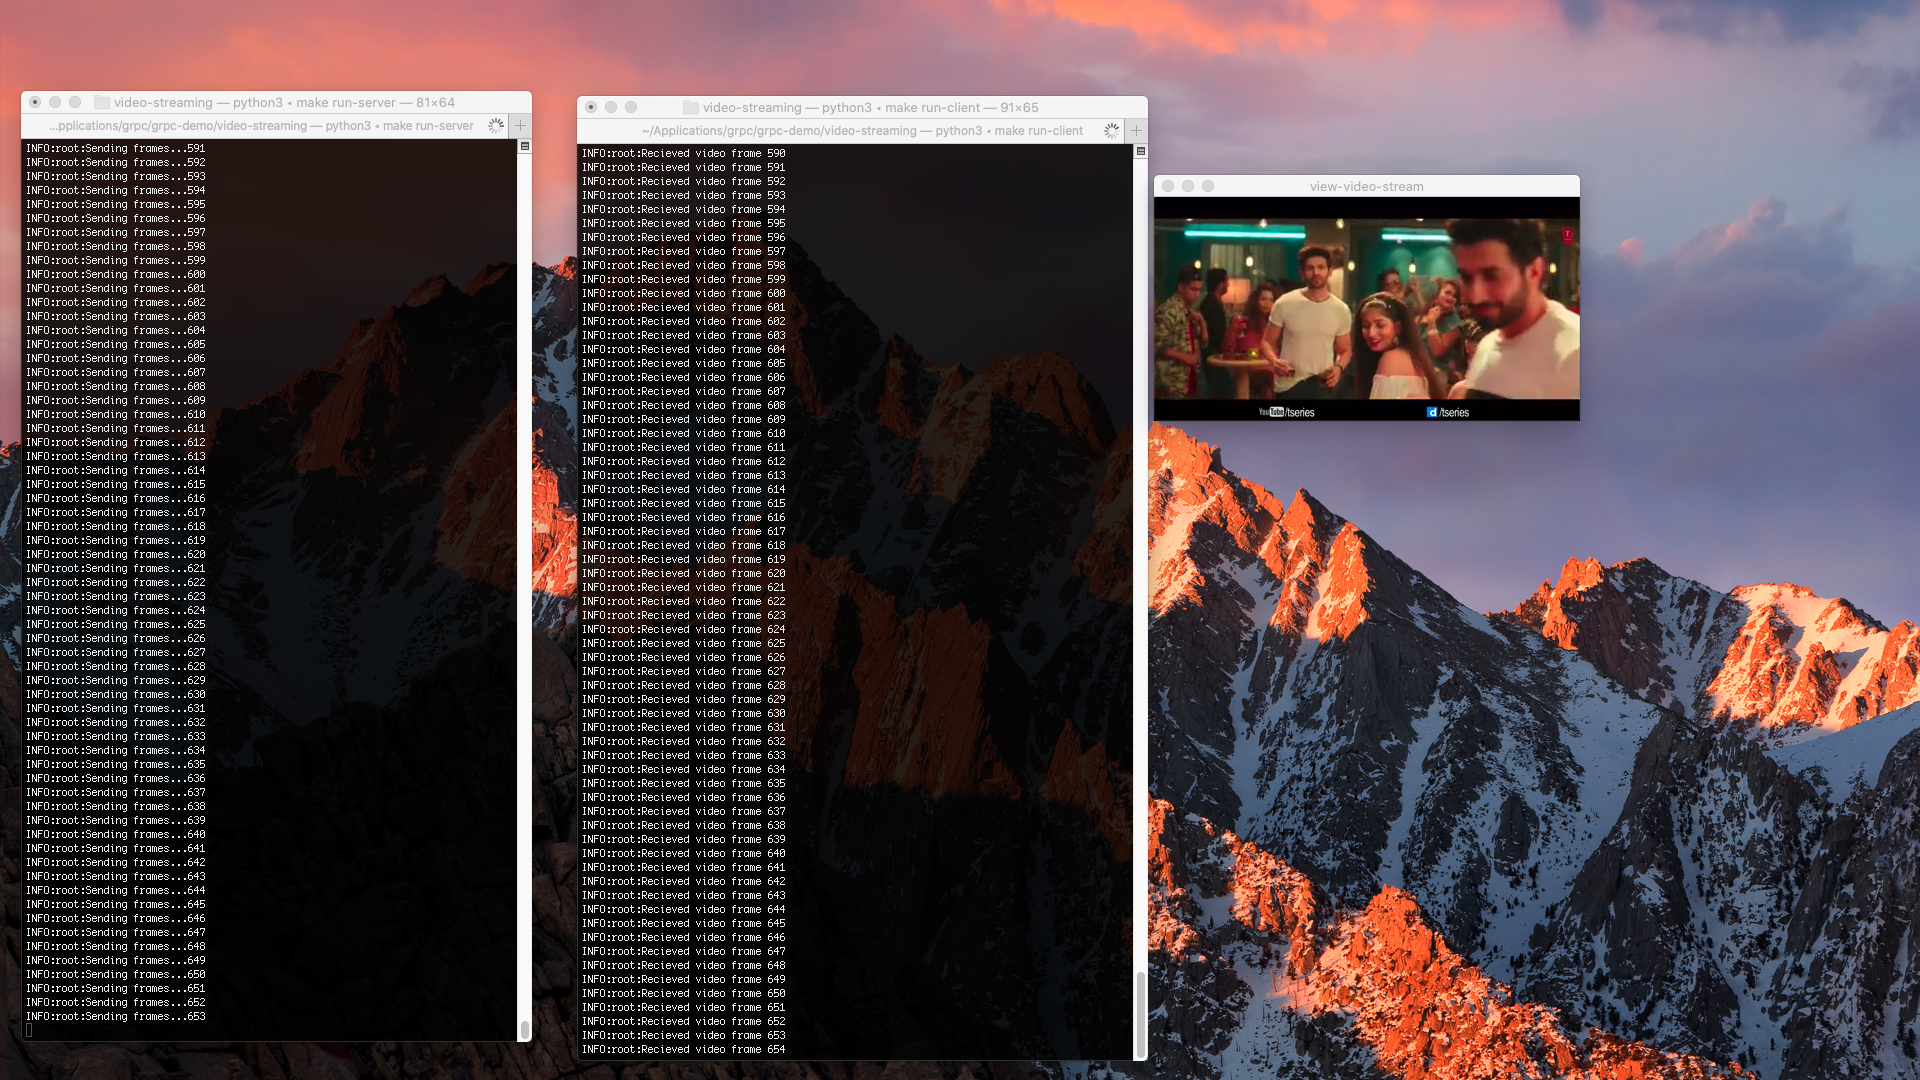 video-streaming — python3 ◂ make run-server — 81×64
...pplications/grpc/grpc-demo/video-streaming — python3 ◂ make run-server
INFO:root:Sending frames...591
INFO:root:Sending frames...592
INFO:root:Sending frames...593
INFO:root:Sending frames...594
INFO:root:Sending frames...595
INFO:root:Sending frames...596
INFO:root:Sending frames...597
INFO:root:Sending frames...598
INFO:root:Sending frames...599
INFO:root:Sending frames...600
INFO:root:Sending frames...601
INFO:root:Sending frames...602
INFO:root:Sending frames...603
INFO:root:Sending frames...604
INFO:root:Sending frames...605
INFO:root:Sending frames...606
INFO:root:Sending frames...607
INFO:root:Sending frames...608
INFO:root:Sending frames...609
INFO:root:Sending frames...610
INFO:root:Sending frames...611
INFO:root:Sending frames...612
INFO:root:Sending frames...613
INFO:root:Sending frames...614
INFO:root:Sending frames...615
INFO:root:Sending frames...616
INFO:root:Sending frames...617
INFO:root:Sending frames...618
INFO:root:Sending frames...619
INFO:root:Sending frames...620
INFO:root:Sending frames...621
INFO:root:Sending frames...622
INFO:root:Sending frames...623
INFO:root:Sending frames...624
INFO:root:Sending frames...625
INFO:root:Sending frames...626
INFO:root:Sending frames...627
INFO:root:Sending frames...628
INFO:root:Sending frames...629
INFO:root:Sending frames...630
INFO:root:Sending frames...631
INFO:root:Sending frames...632
INFO:root:Sending frames...633
INFO:root:Sending frames...634
INFO:root:Sending frames...635
INFO:root:Sending frames...636
INFO:root:Sending frames...637
INFO:root:Sending frames...638
INFO:root:Sending frames...639
INFO:root:Sending frames...640
INFO:root:Sending frames...641
INFO:root:Sending frames...642
INFO:root:Sending frames...643
INFO:root:Sending frames...644
INFO:root:Sending frames...645
INFO:root:Sending frames...646
INFO:root:Sending frames...647
INFO:root:Sending frames...648
INFO:root:Sending frames...649
INFO:root:Sending frames...650
INFO:root:Sending frames...651
INFO:root:Sending frames...652
INFO:root:Sending frames...653
video-streaming — python3 ◂ make run-client — 91×65
~/Applications/grpc/grpc-demo/video-streaming — python3 ◂ make run-client
INFO:root:Recieved video frame 590
INFO:root:Recieved video frame 591
INFO:root:Recieved video frame 592
INFO:root:Recieved video frame 593
INFO:root:Recieved video frame 594
INFO:root:Recieved video frame 595
INFO:root:Recieved video frame 596
INFO:root:Recieved video frame 597
INFO:root:Recieved video frame 598
INFO:root:Recieved video frame 599
INFO:root:Recieved video frame 600
INFO:root:Recieved video frame 601
INFO:root:Recieved video frame 602
INFO:root:Recieved video frame 603
INFO:root:Recieved video frame 604
INFO:root:Recieved video frame 605
INFO:root:Recieved video frame 606
INFO:root:Recieved video frame 607
INFO:root:Recieved video frame 608
INFO:root:Recieved video frame 609
INFO:root:Recieved video frame 610
INFO:root:Recieved video frame 611
INFO:root:Recieved video frame 612
INFO:root:Recieved video frame 613
INFO:root:Recieved video frame 614
INFO:root:Recieved video frame 615
INFO:root:Recieved video frame 616
INFO:root:Recieved video frame 617
INFO:root:Recieved video frame 618
INFO:root:Recieved video frame 619
INFO:root:Recieved video frame 620
INFO:root:Recieved video frame 621
INFO:root:Recieved video frame 622
INFO:root:Recieved video frame 623
INFO:root:Recieved video frame 624
INFO:root:Recieved video frame 625
INFO:root:Recieved video frame 626
INFO:root:Recieved video frame 627
INFO:root:Recieved video frame 628
INFO:root:Recieved video frame 629
INFO:root:Recieved video frame 630
INFO:root:Recieved video frame 631
INFO:root:Recieved video frame 632
INFO:root:Recieved video frame 633
INFO:root:Recieved video frame 634
INFO:root:Recieved video frame 635
INFO:root:Recieved video frame 636
INFO:root:Recieved video frame 637
INFO:root:Recieved video frame 638
INFO:root:Recieved video frame 639
INFO:root:Recieved video frame 640
INFO:root:Recieved video frame 641
INFO:root:Recieved video frame 642
INFO:root:Recieved video frame 643
INFO:root:Recieved video frame 644
INFO:root:Recieved video frame 645
INFO:root:Recieved video frame 646
INFO:root:Recieved video frame 647
INFO:root:Recieved video frame 648
INFO:root:Recieved video frame 649
INFO:root:Recieved video frame 650
INFO:root:Recieved video frame 651
INFO:root:Recieved video frame 652
INFO:root:Recieved video frame 653
INFO:root:Recieved video frame 654
view-video-stream
T
YouTube/tseries
d/tseries